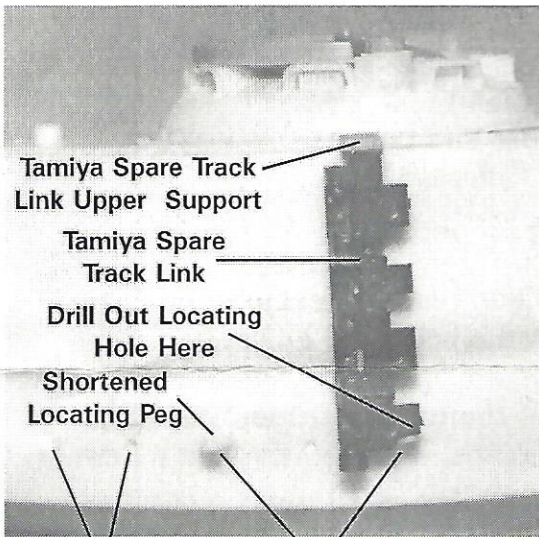 Tamiya Spare Track
Link Upper Support
Tamiya Spare
Track Link
Drill Out Locating
Hole Here
Shortened
Locating Peg